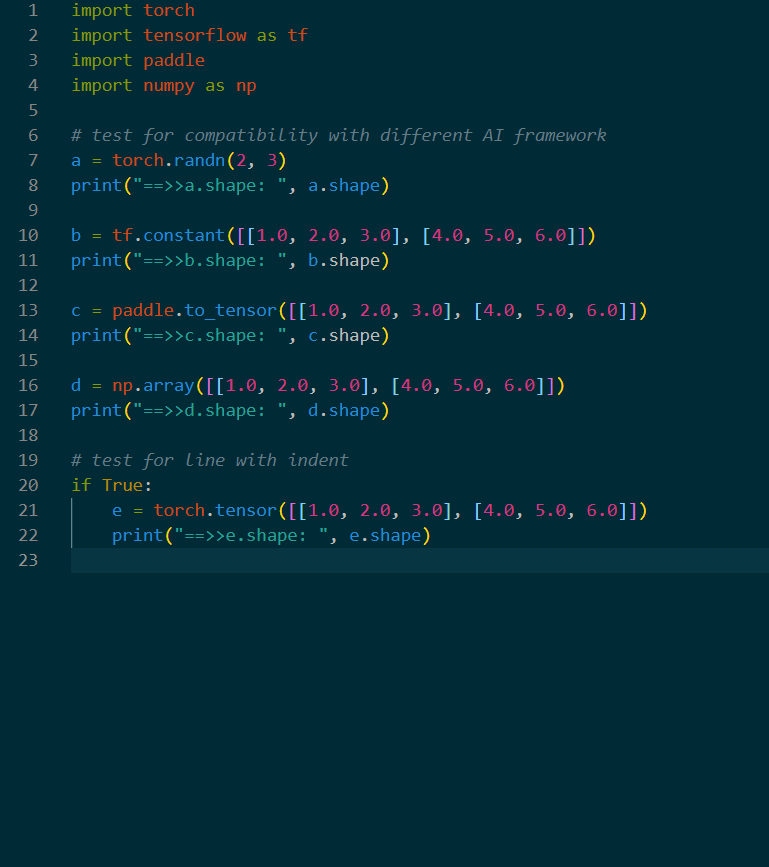 1 import torch
2 import tensorflow as tf
3 import paddle
4 import numpy as np
5
6 # test for compatibility with different AI framework
7 a = torch.randn(2, 3)
8 print("==>>a.shape: ", a.shape)
9
10 b = tf.constant([[1.0, 2.0, 3.0], [4.0, 5.0, 6.0]])
11 print("==>>b.shape: ", b.shape)
12
13 c = paddle.to_tensor([[1.0, 2.0, 3.0], [4.0, 5.0, 6.0]])
14 print("==>>c.shape: ", c.shape)
15
16 d = np.array([[1.0, 2.0, 3.0], [4.0, 5.0, 6.0]])
17 print("==>>d.shape: ", d.shape)
18
19 # test for line with indent
20 if True:
21     e = torch.tensor([[1.0, 2.0, 3.0], [4.0, 5.0, 6.0]])
22     print("==>>e.shape: ", e.shape)
23